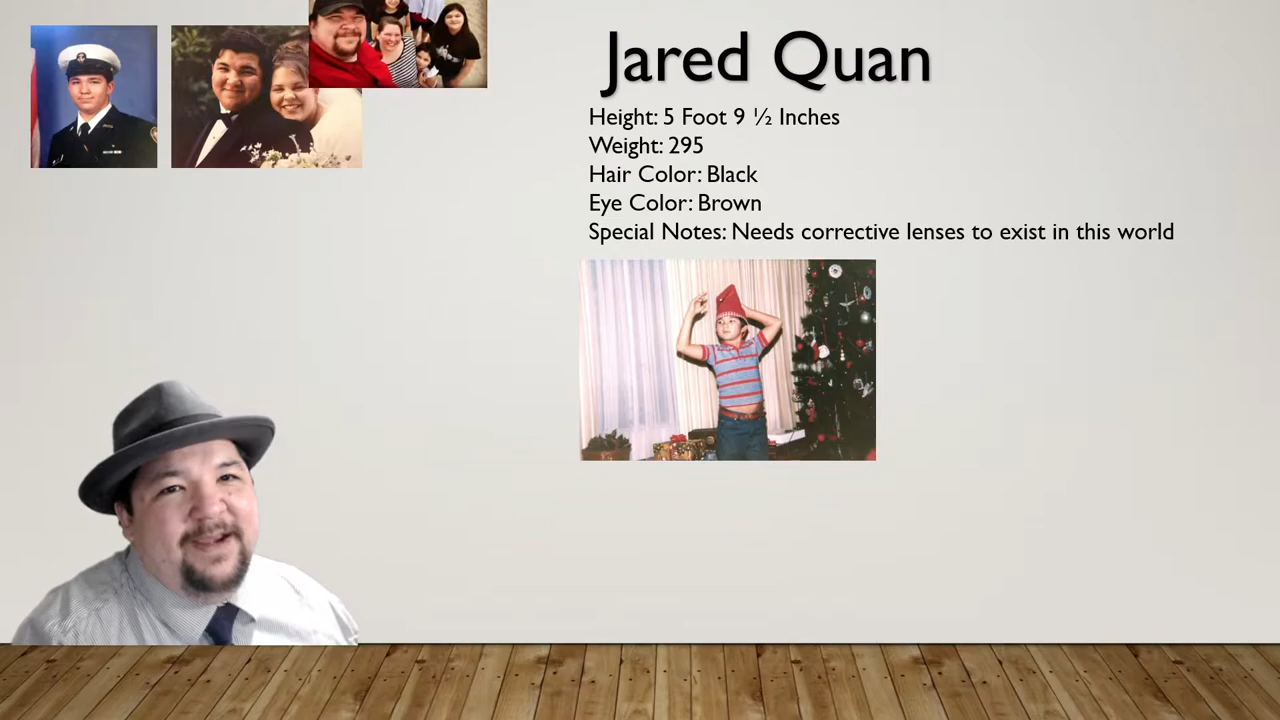 Jared Quan
Height: 5 Foot 9 ½ Inches
Weight: 295
Hair Color: Black
Eye Color: Brown
Special Notes: Needs corrective lenses to exist in this world